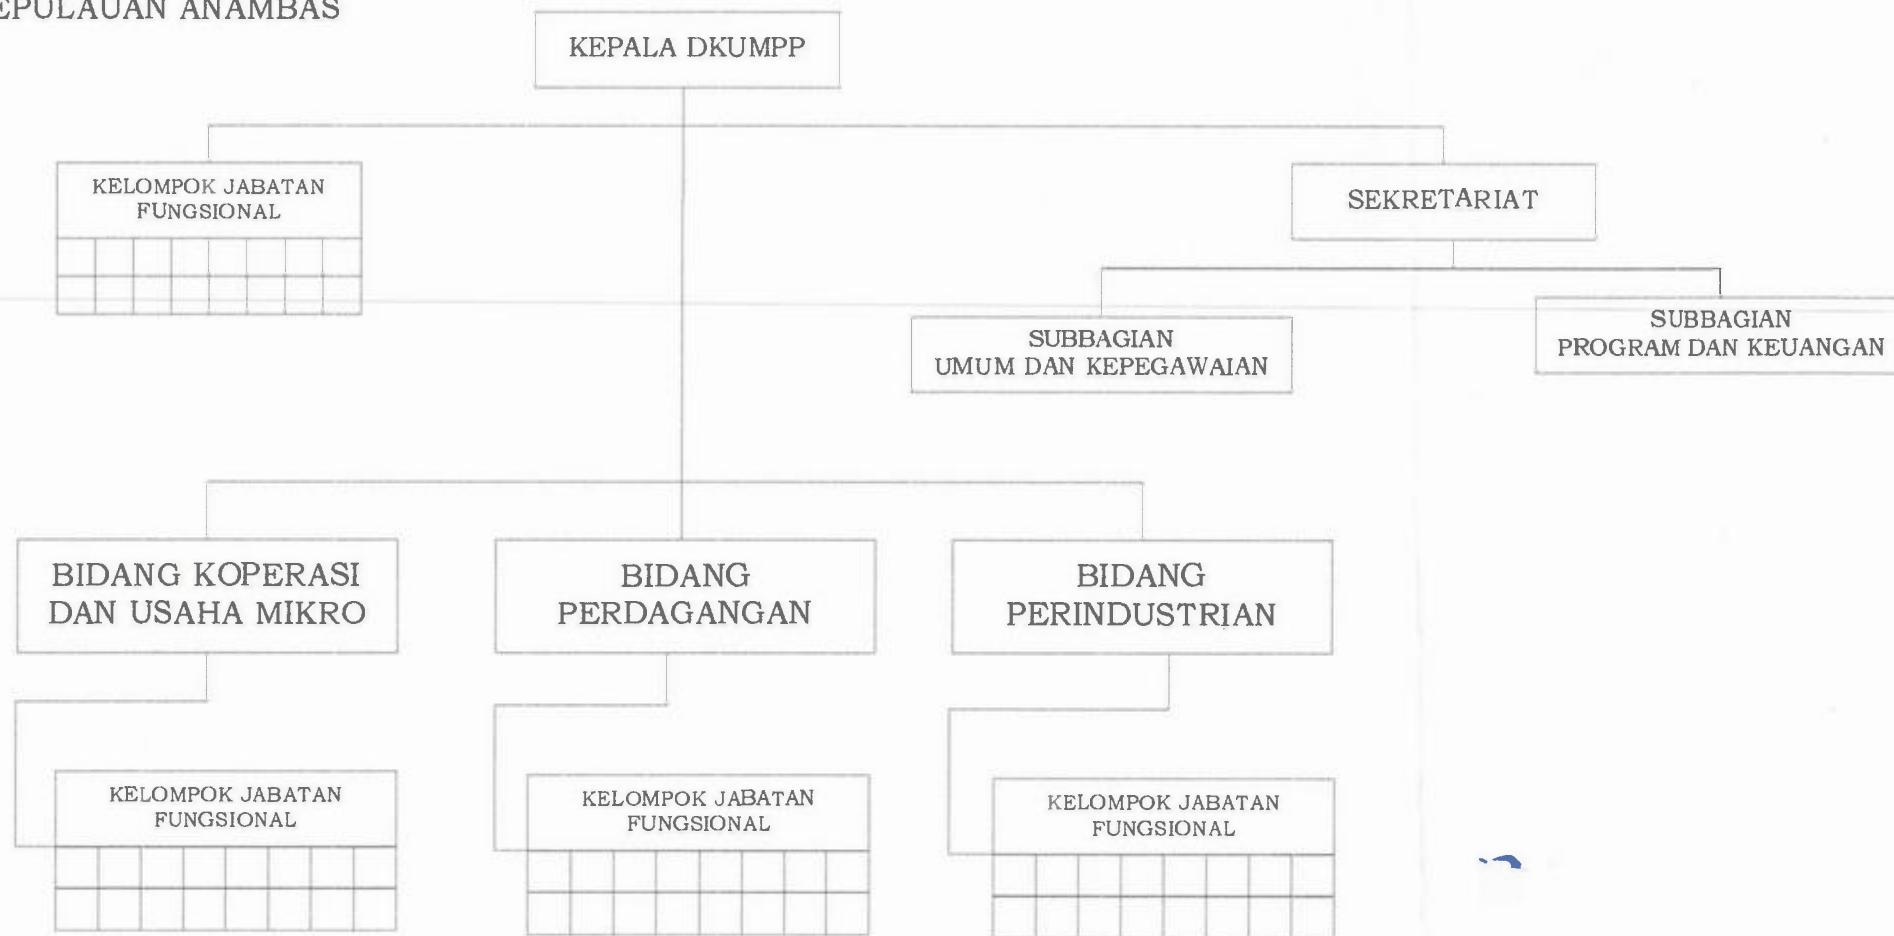 EPULAUAN ANAMBAS
KEPALA DKUMPP
KELOMPOK JABATAN
FUNGSIONAL
SEKRETARIAT
SUBBAGIAN
UMUM DAN KEPEGAWAIAN
SUBBAGIAN
PROGRAM DAN KEUANGAN
BIDANG KOPERASI
DAN USAHA MIKRO
BIDANG
PERDAGANGAN
BIDANG
PERINDUSTRIAN
KELOMPOK JABATAN
FUNGSIONAL
KELOMPOK JABATAN
FUNGSIONAL
KELOMPOK JABATAN
FUNGSIONAL